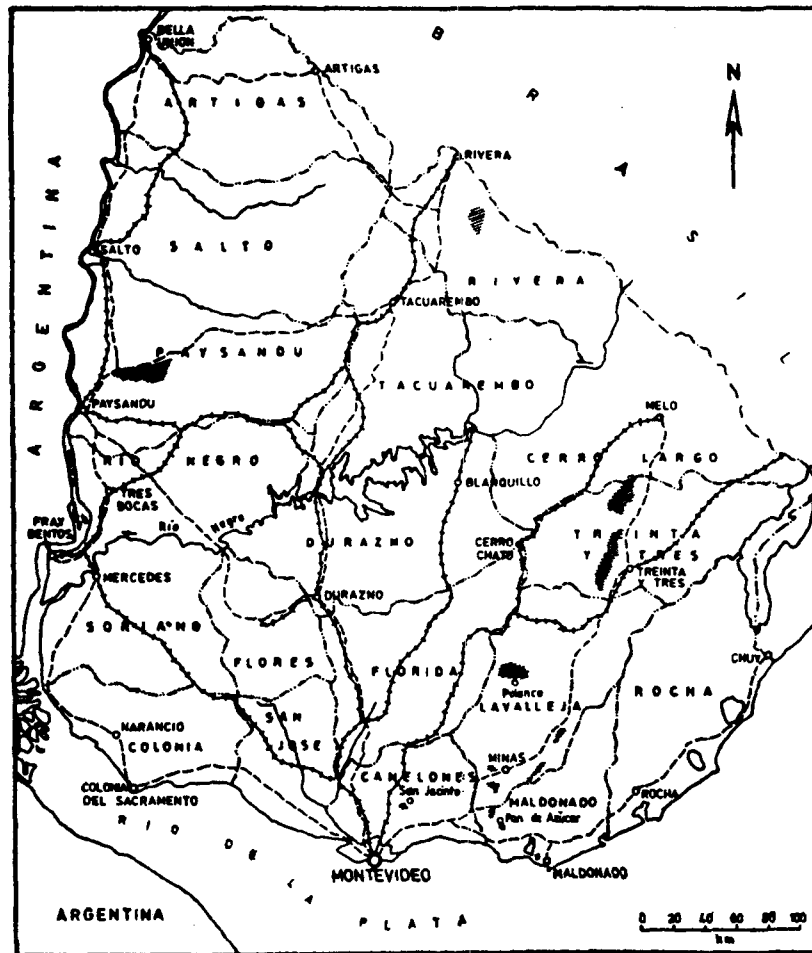 BELLA
UNION
B R A S I L
ARTIGAS
ARTIGAS
N
RIVERA
ARGENTINA
SALTO
SALTO
RIVERA
TACUAREMBO
PAYSANDU
TACUAREMBO
PAYSANDU
MELO
RIO NEGRO
CERRO LARGO
BLANQUILLO
TRES
BOCAS
FRAY
BENTOS
Río Negro
DURAZNO
CERRO
CHATO
TREINTA
Y TRES
TREINTA
Y TRES
MERCEDES
DURAZNO
SORIANO
FLORES
FLORIDA
CHUY
Polanco
LAVALLEJA
ROCHA
SAN
JOSE
NARANCIO
COLONIA
MINAS
CANELONES
San Jacinto
COLONIA
DEL SACRAMENTO
MALDONADO
Pan de Azúcar
ROCHA
RIO DE LA PLATA
MONTEVIDEO
MALDONADO
ARGENTINA
0 20 40 60 80 100
km